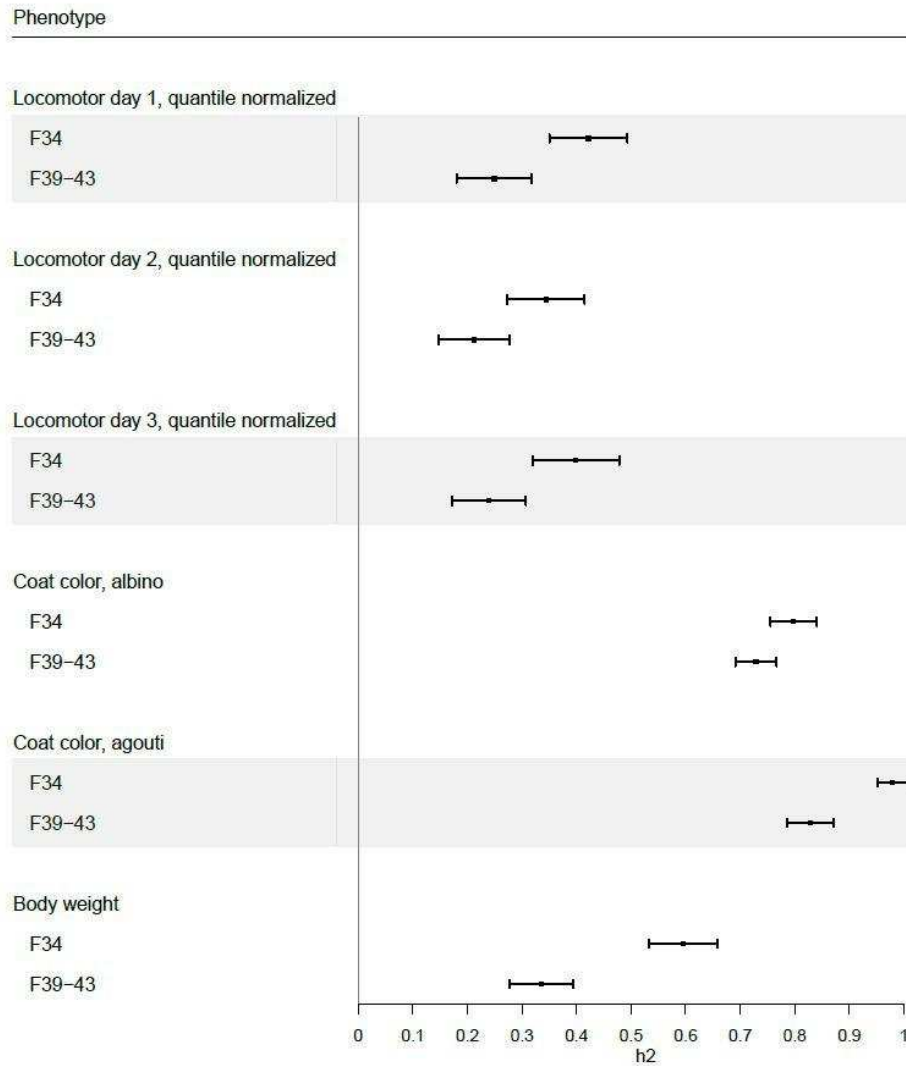 Phenotype
Locomotor day 1, quantile normalized
F34
F39−43
Locomotor day 2, quantile normalized
F34
F39−43
Locomotor day 3, quantile normalized
F34
F39−43
Coat color, albino
F34
F39−43
Coat color, agouti
F34
F39−43
Body weight
F34
F39−43
0 0.1 0.2 0.3 0.4 0.5 0.6 0.7 0.8 0.9 1
h2